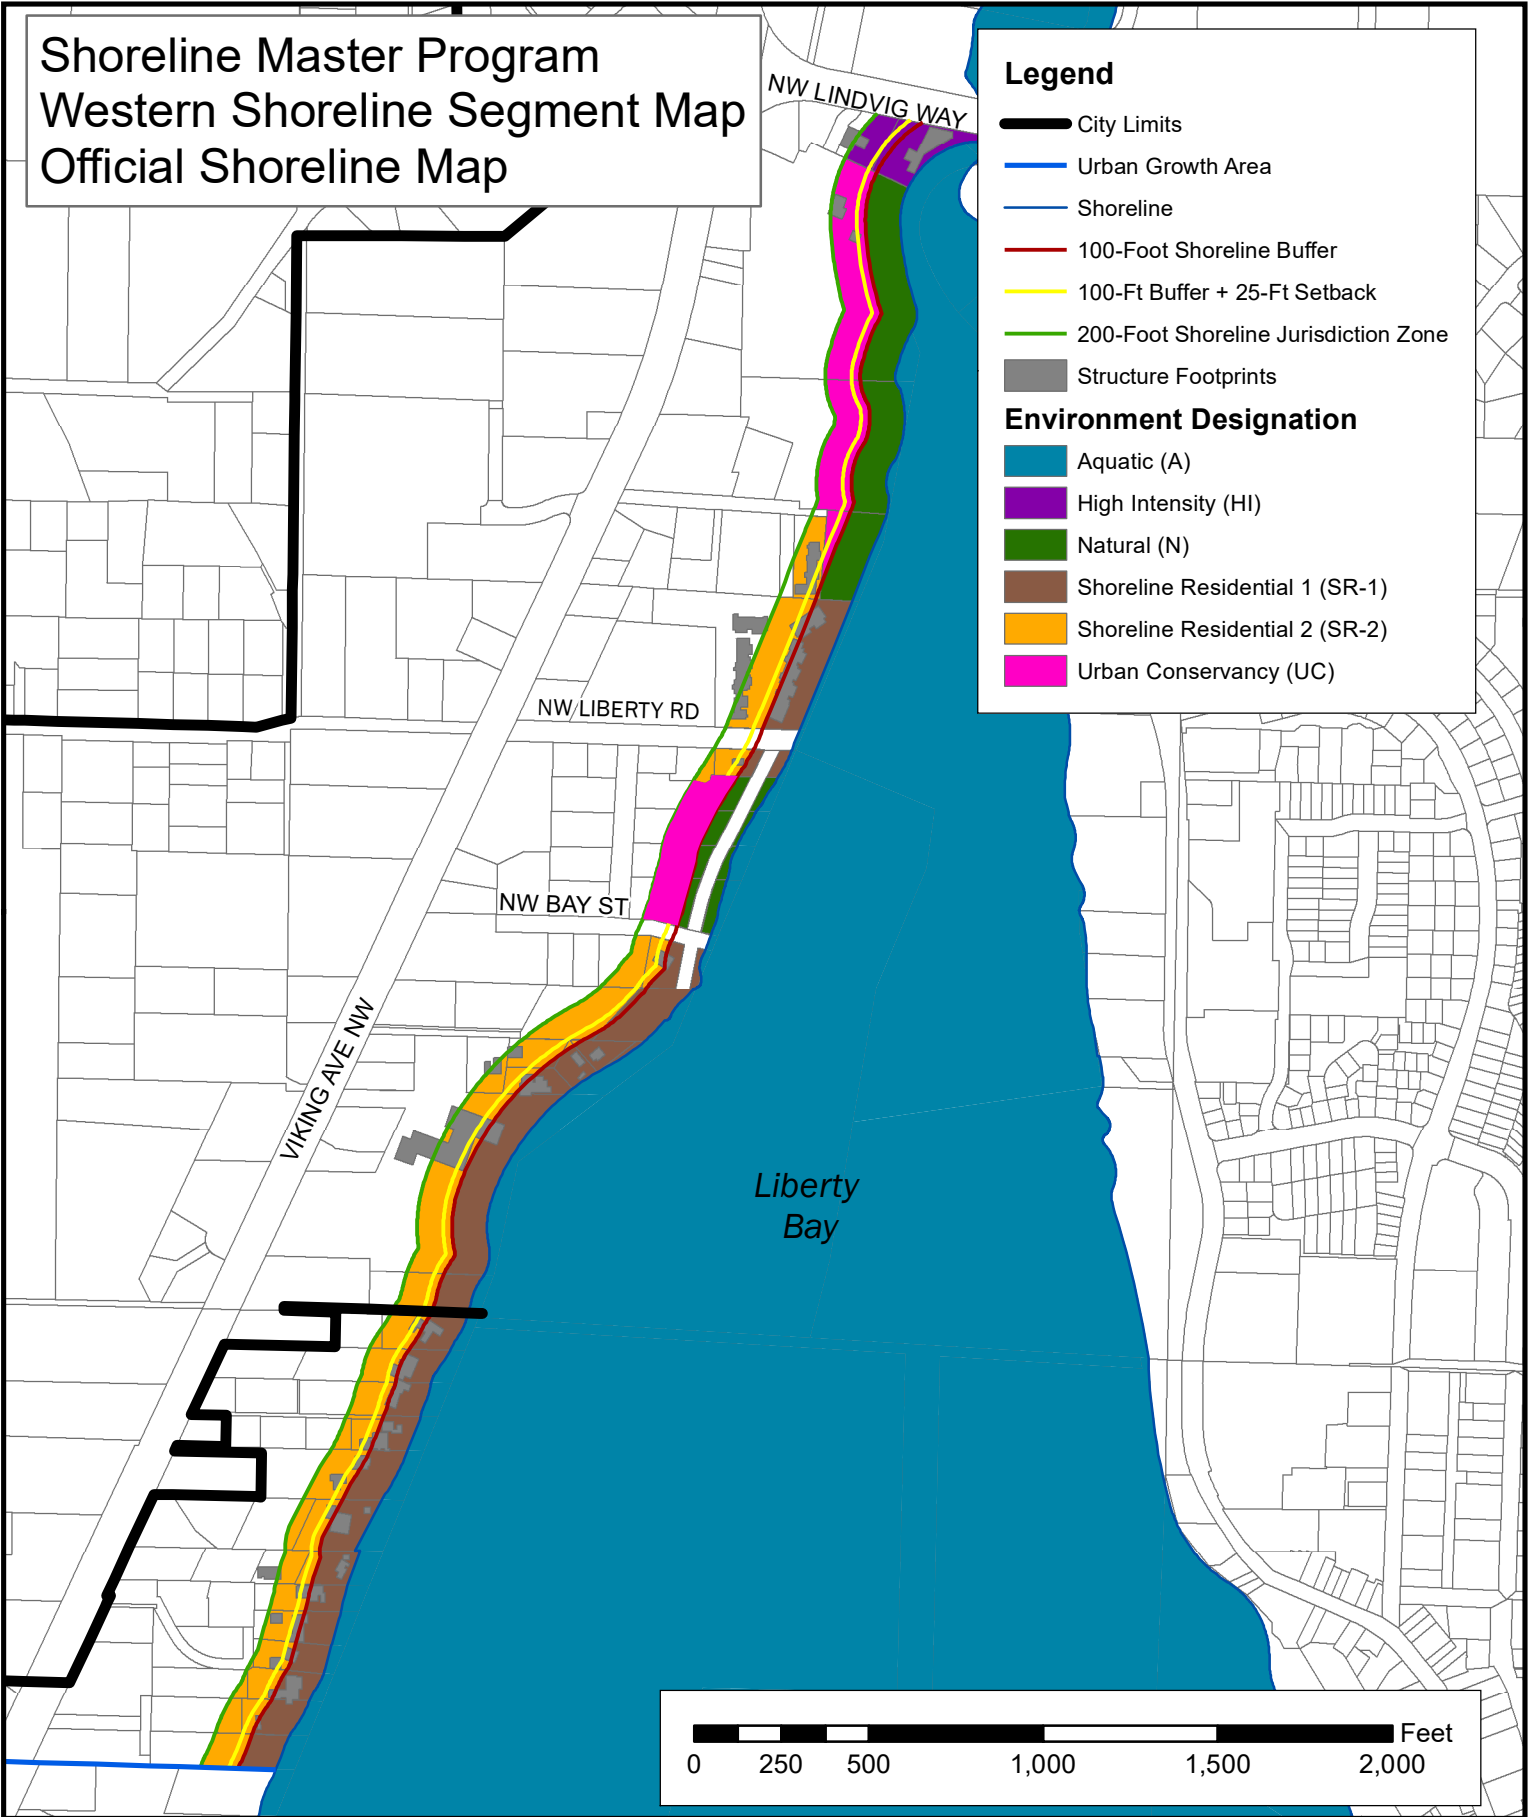 Shoreline Master Program
Western Shoreline Segment Map
Official Shoreline Map
NW LINDVIG WAY
Legend
City Limits
Urban Growth Area
Shoreline
100-Foot Shoreline Buffer
100-Ft Buffer + 25-Ft Setback
200-Foot Shoreline Jurisdiction Zone
Structure Footprints
Environment Designation
Aquatic (A)
High Intensity (HI)
Natural (N)
Shoreline Residential 1 (SR-1)
Shoreline Residential 2 (SR-2)
Urban Conservancy (UC)
NW LIBERTY RD
NW BAY ST
VIKING AVE NW
Liberty
Bay
Feet
0 250 500 1,000 1,500 2,000